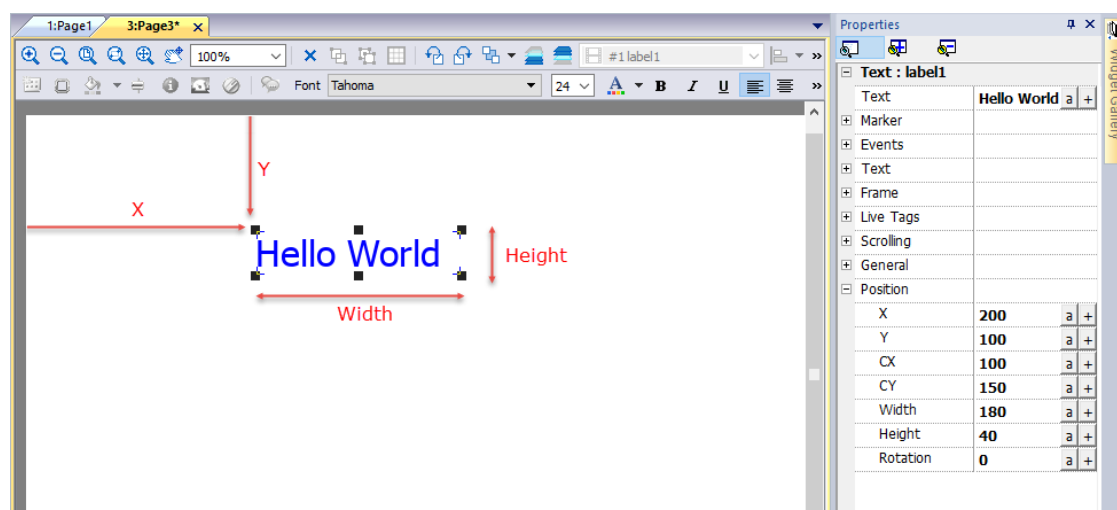 1:Page1 3:Page3* Properties
100% #1 label1
Font Tahoma 24 A B I U
Text : label1
Text Hello World a +
Marker
Events
Text
Frame
Live Tags
Scrolling
General
Position
X 200 a +
Y 100 a +
CX 100 a +
CY 150 a +
Width 180 a +
Height 40 a +
Rotation 0 a +
Y
X
Hello World
Height
Width
Widget Gallery